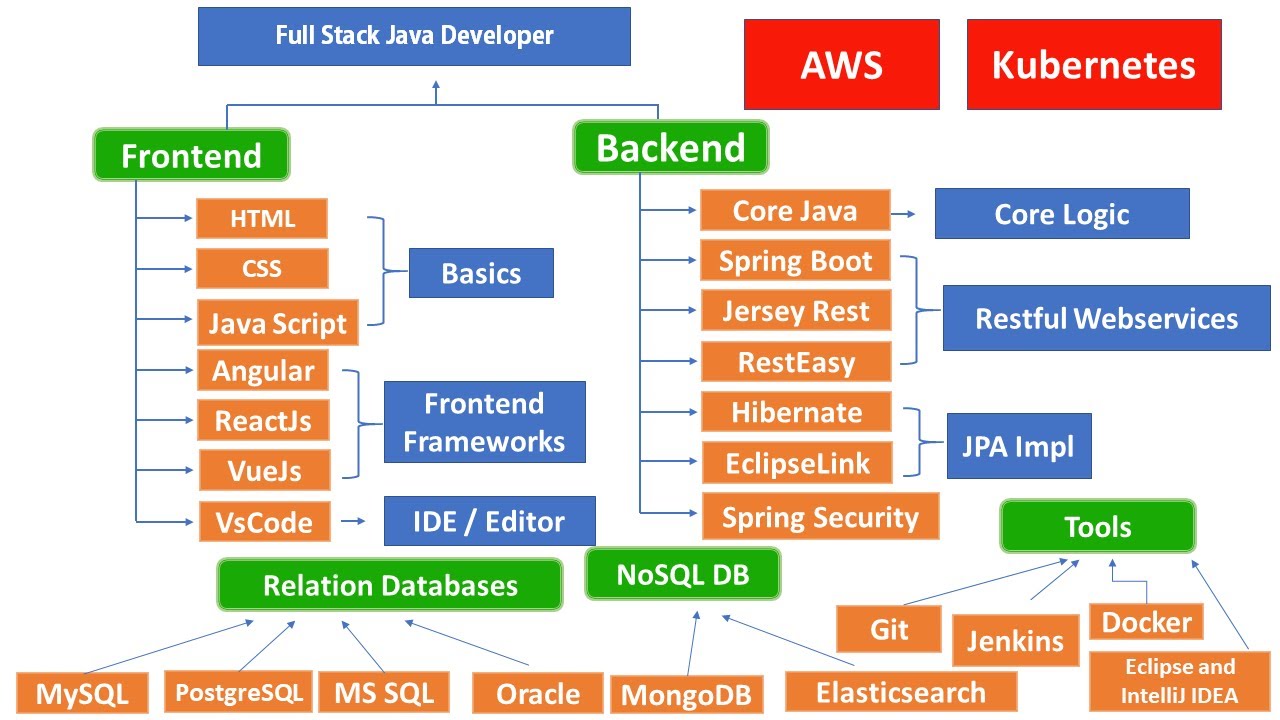 Full Stack Java Developer
AWS
Kubernetes
Frontend
Backend
HTML
CSS
Java Script
Basics
Angular
ReactJs
VueJs
Frontend
Frameworks
VsCode
IDE / Editor
Core Java
Core Logic
Spring Boot
Jersey Rest
RestEasy
Restful Webservices
Hibernate
EclipseLink
JPA Impl
Spring Security
Relation Databases
MySQL
PostgreSQL
MS SQL
Oracle
NoSQL DB
MongoDB
Elasticsearch
Tools
Git
Jenkins
Docker
Eclipse and
IntelliJ IDEA